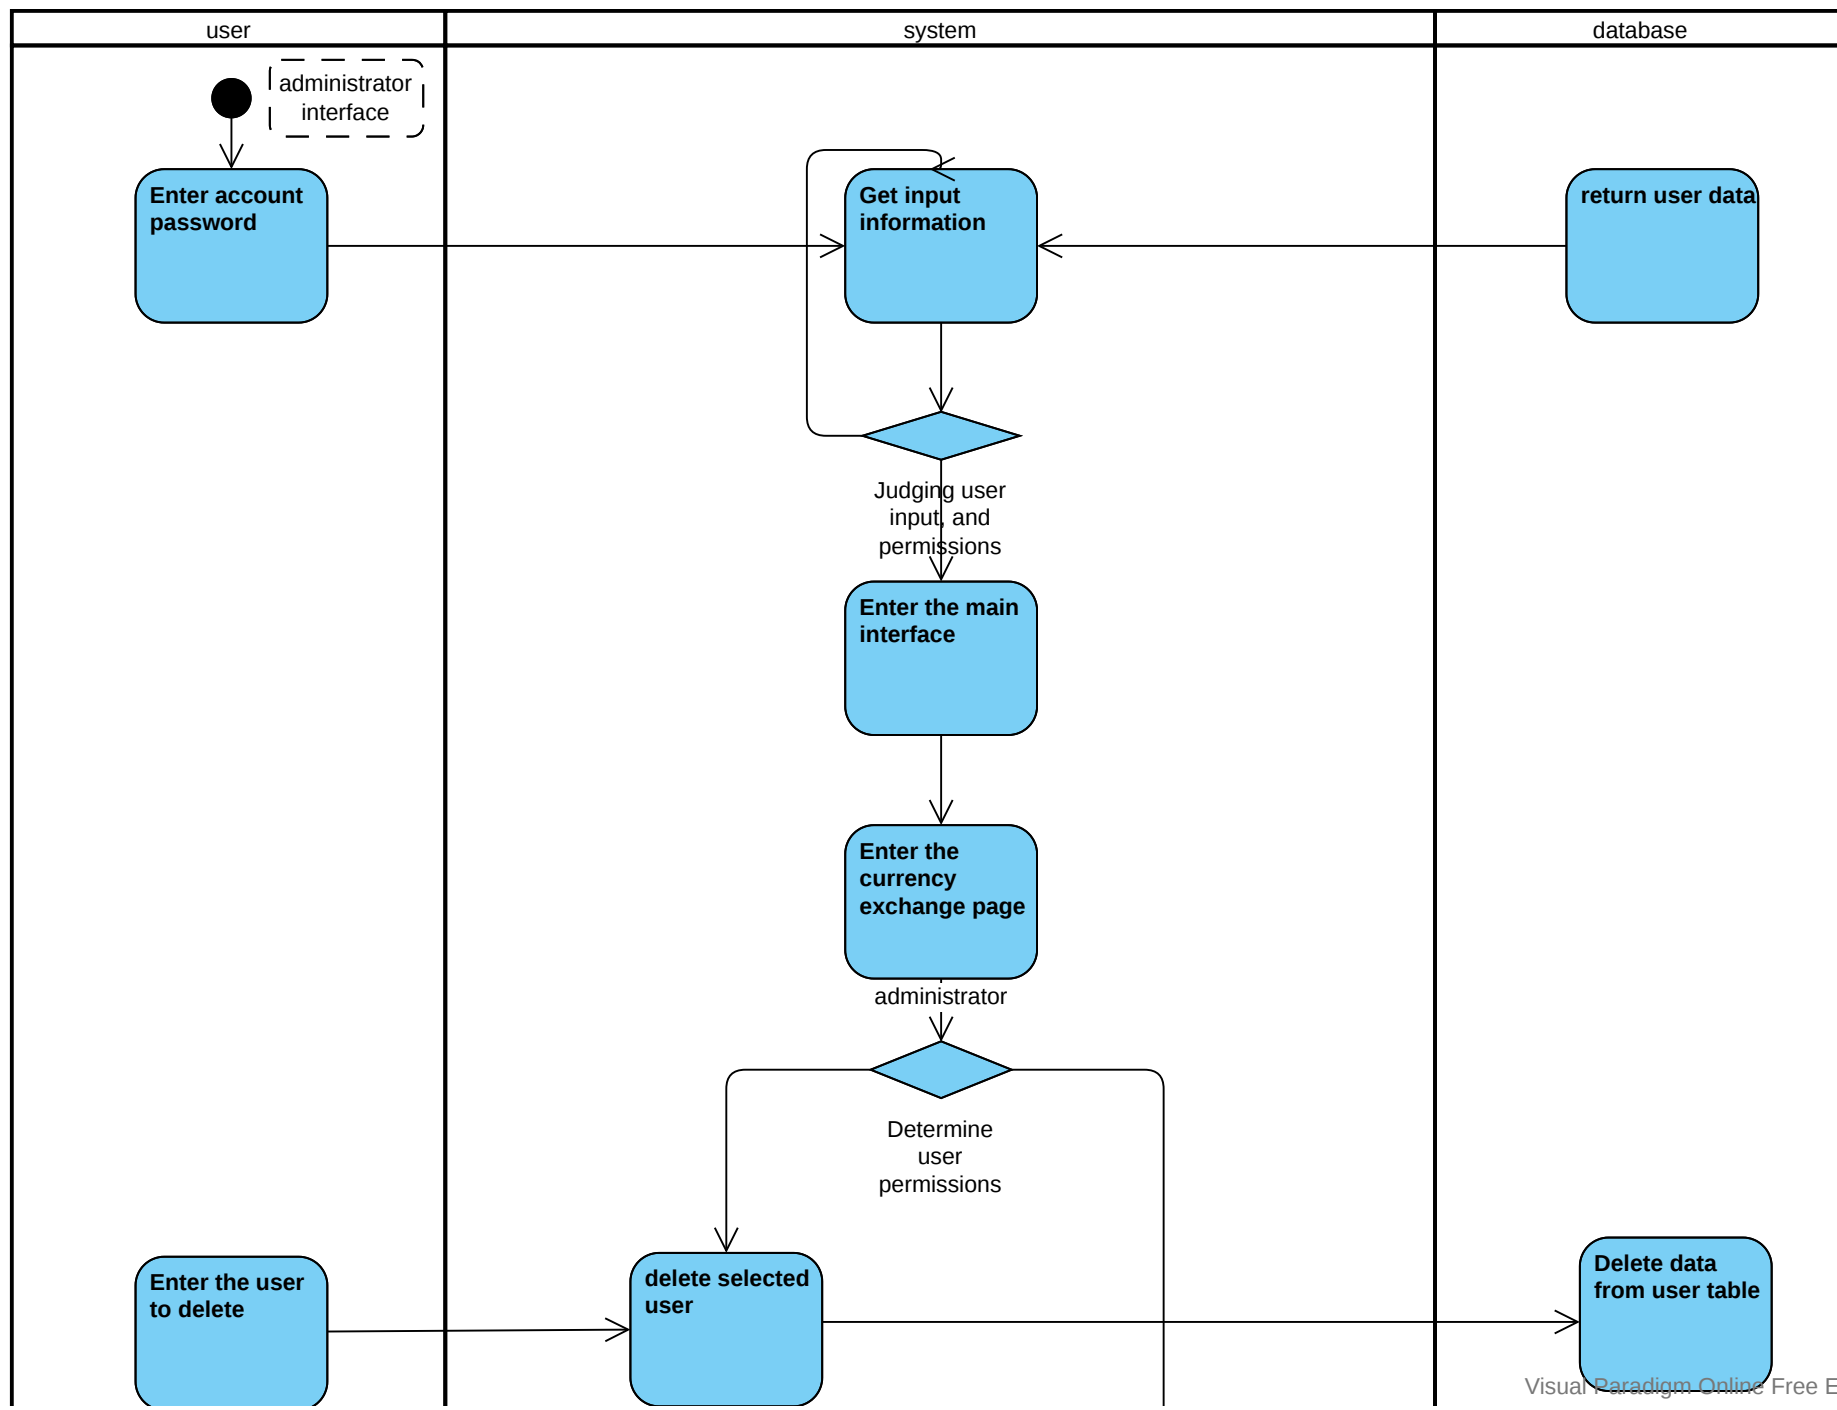 user
system
database
administrator
interface
Enter account
password
Get input
information
return user data
Judging user
input, and
permissions
Enter the main
interface
Enter the
currency
exchange page
administrator
Determine
user
permissions
Enter the user
to delete
delete selected
user
Delete data
from user table
Visual Paradigm Online Free E